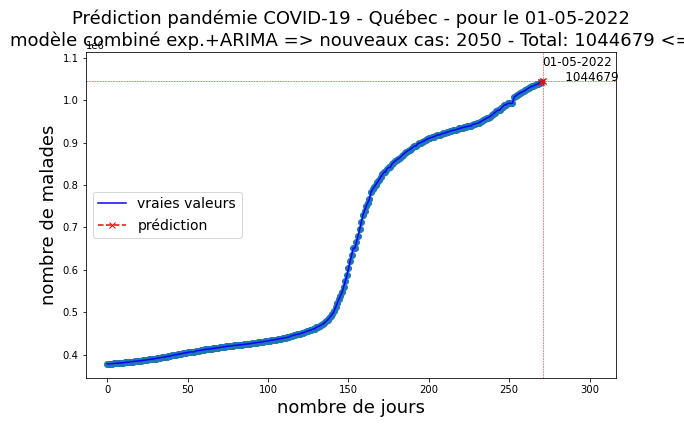 Prédiction pandémie COVID-19 - Québec - pour le 01-05-2022
modèle combiné exp.+ARIMA => nouveaux cas: 2050 - Total: 1044679 <=
1e6
01-05-2022
1044679
1.1
1.0
0.9
0.8
0.7
0.6
0.5
0.4
nombre de malades
vraies valeurs
prédiction
0 50 100 150 200 250 300
nombre de jours